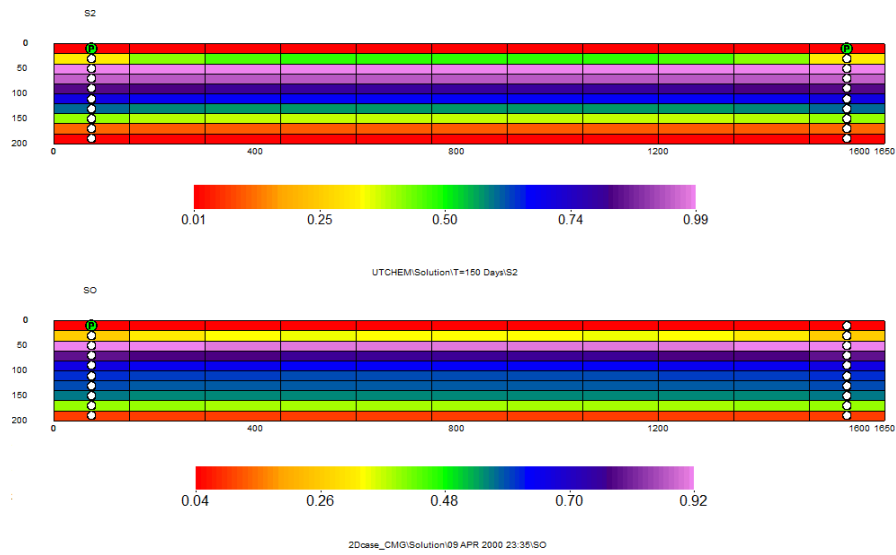 S2
P P
0
50
100
150
200
0 400 800 1200 1600 1650
0.01 0.25 0.50 0.74 0.99
UTCHEM\Solution\T=150 Days\S2
SO
P
0
50
100
150
200
0 400 800 1200 1600 1650
0.04 0.26 0.48 0.70 0.92
2Dcase_CMG\Solution\09 APR 2000 23:35\SO